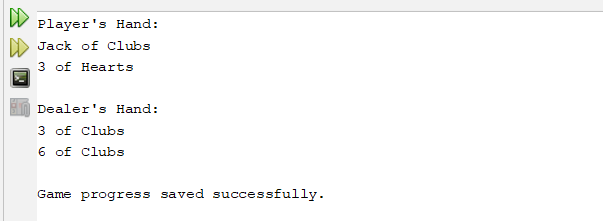 Player's Hand:
Jack of Clubs
3 of Hearts
Dealer's Hand:
3 of Clubs
6 of Clubs
Game progress saved successfully.